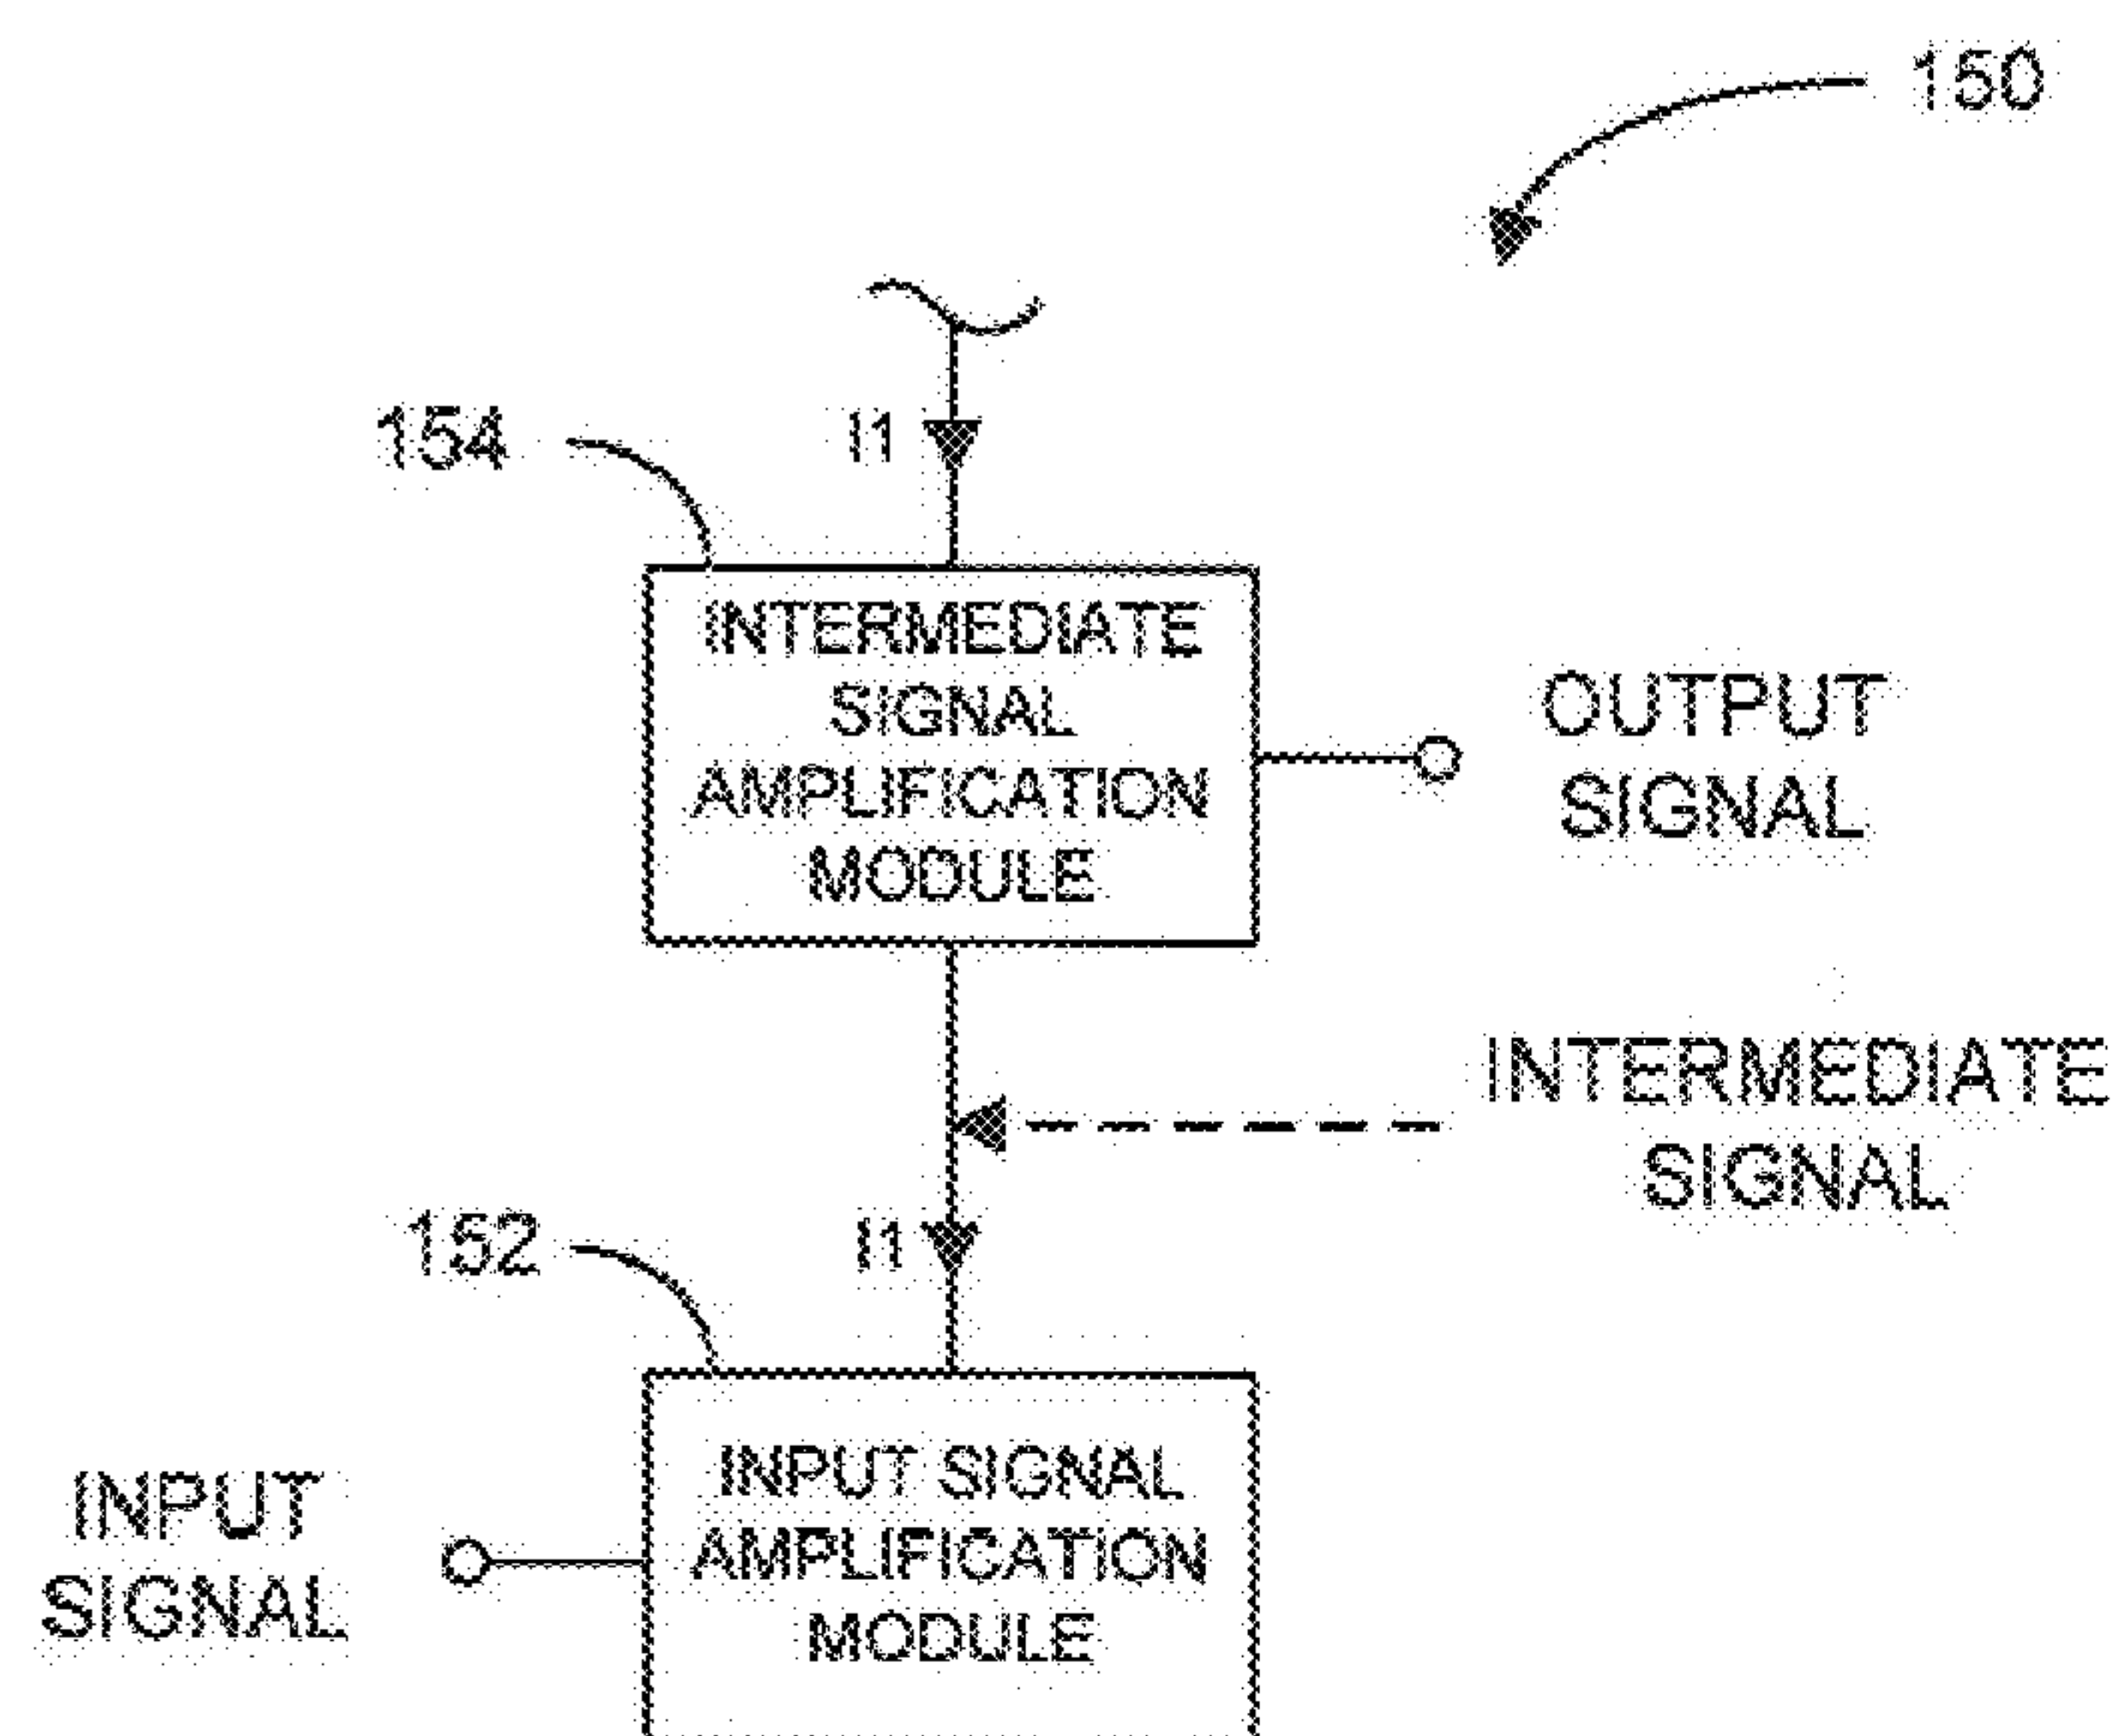 150
154
I1
INTERMEDIATE
SIGNAL
AMPLIFICATION
MODULE
OUTPUT
SIGNAL
INTERMEDIATE
SIGNAL
152
I1
INPUT
SIGNAL
INPUT SIGNAL
AMPLIFICATION
MODULE